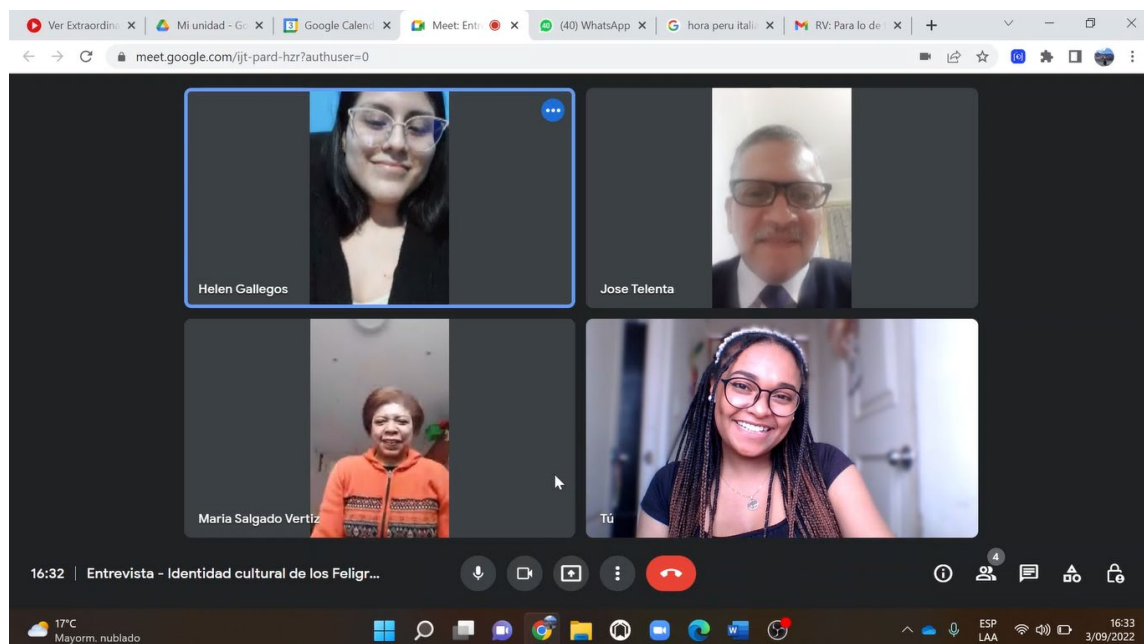 Ver Extraordina
Mi unidad - Go
Google Calend
Meet: Entr
(40) WhatsApp
hora peru italia
RV: Para lo de
meet.google.com/ijt-pard-hzr?authuser=0
Helen Gallegos
Jose Telenta
Maria Salgado Vertiz
Tú
16:32 | Entrevista - Identidad cultural de los Feligr...
4
17°C
Mayorm. nublado
ESP
LAA
16:33
3/09/2022